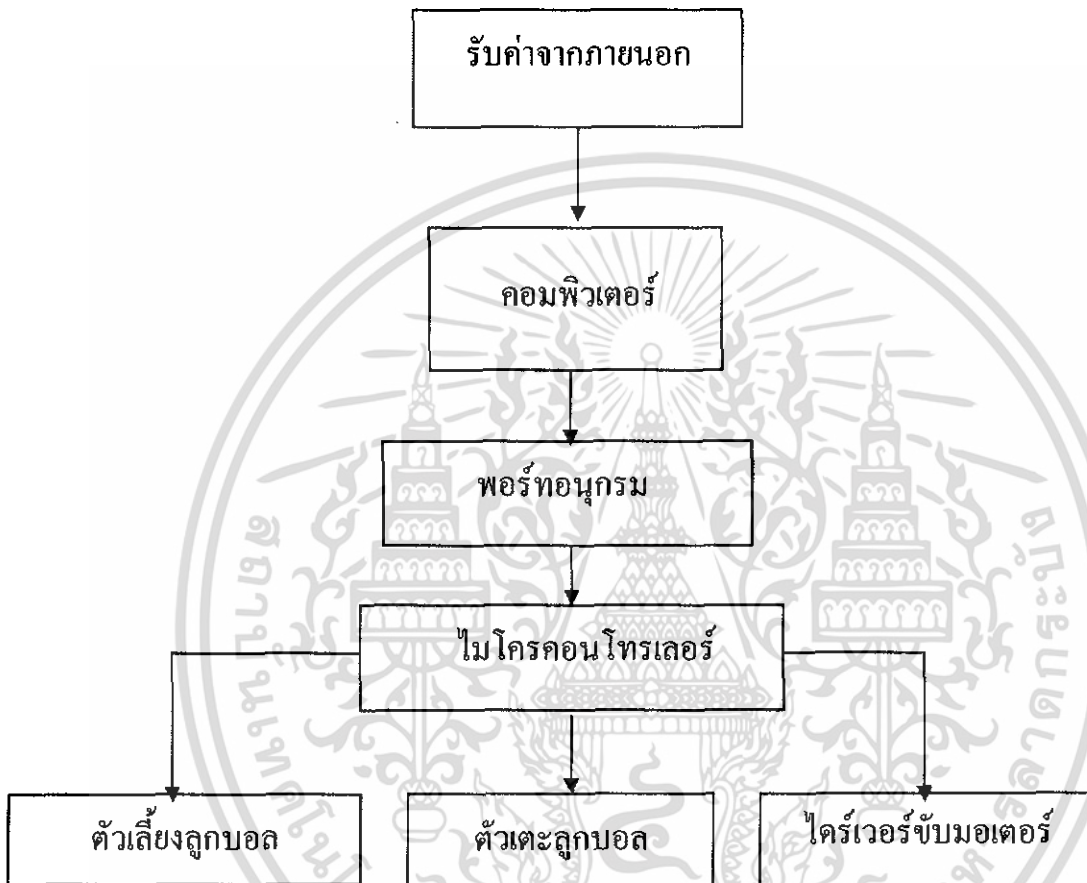 รับค่าจากภายนอก
คอมพิวเตอร์
พอร์ทอนุกรม
ไมโครคอนโทรเลอร์
ตัวเลี้ยงลูกบอล
ตัวเตะลูกบอล
ไดร์เวอร์ขับมอเตอร์